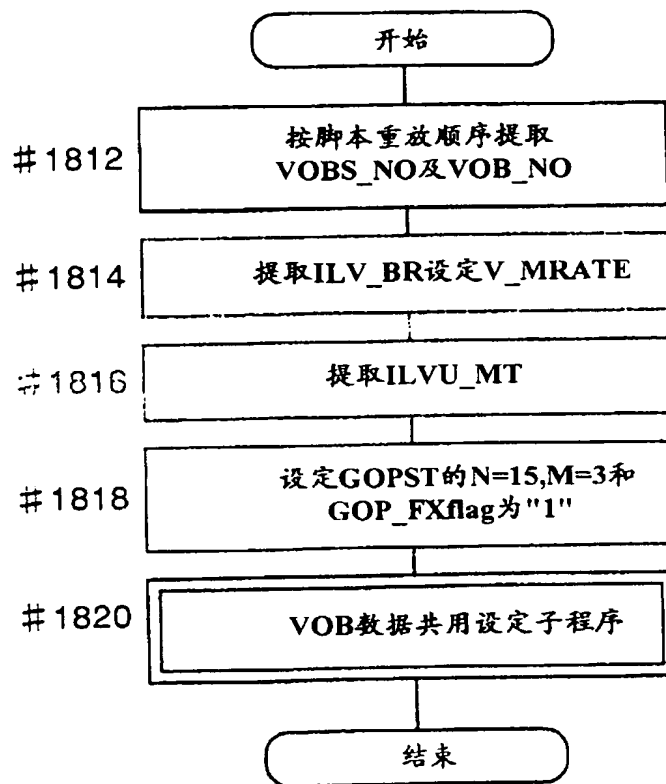 开始
#1812
按脚本重放顺序提取
VOBS_NO及VOB_NO
#1814
提取ILV_BR设定V_MRATE
#1816
提取ILVU_MT
#1818
设定GOPST的N=15,M=3和
GOP_FXflag为"1"
#1820
VOB数据共用设定子程序
结束